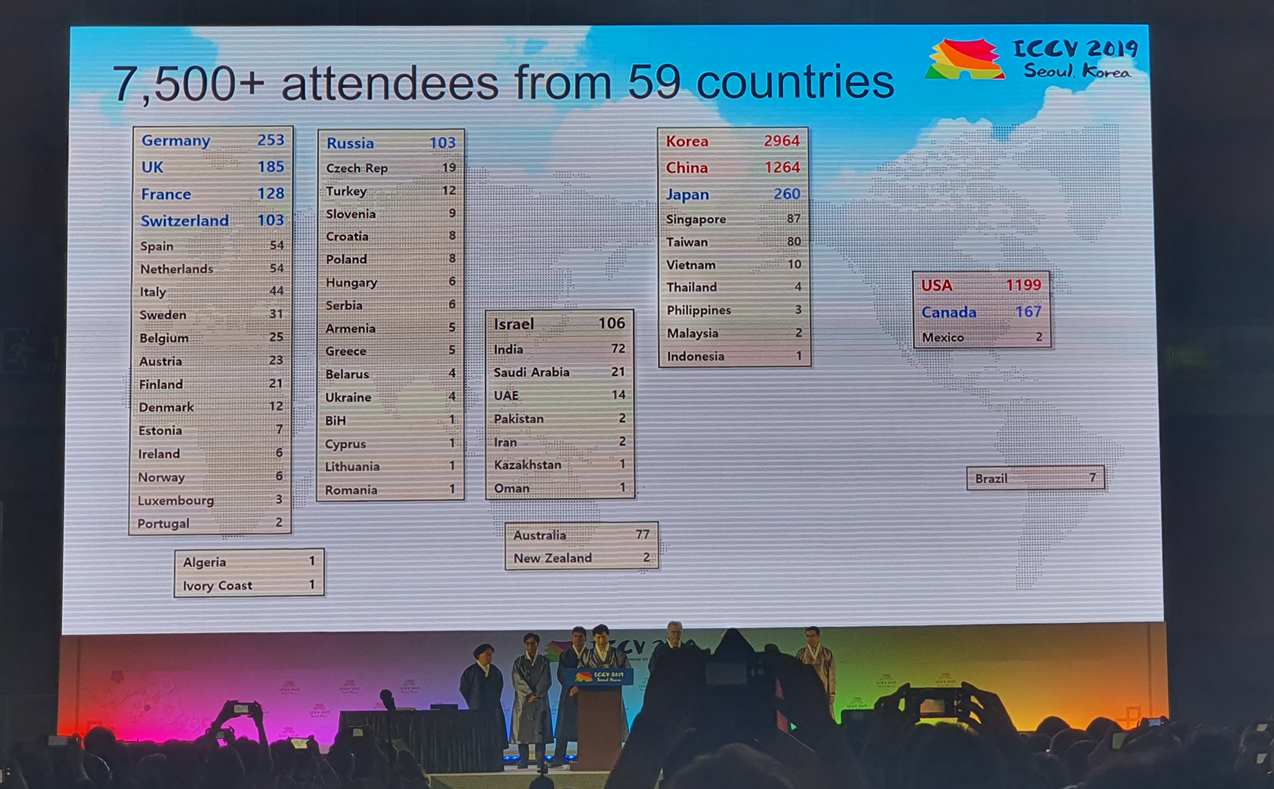 7,500+ attendees from 59 countries
ICCV 2019
Seoul, Korea
Germany 253
UK 185
France 128
Switzerland 103
Spain 54
Netherlands 54
Italy 44
Sweden 31
Belgium 25
Austria 23
Finland 21
Denmark 12
Estonia 7
Ireland 6
Norway 6
Luxembourg 3
Portugal 2
Algeria 1
Ivory Coast 1
Russia 103
Czech Rep 19
Turkey 12
Slovenia 9
Croatia 8
Poland 8
Hungary 6
Serbia 6
Armenia 5
Greece 5
Belarus 4
Ukraine 4
BiH 1
Cyprus 1
Lithuania 1
Romania 1
Israel 106
India 72
Saudi Arabia 21
UAE 14
Pakistan 2
Iran 2
Kazakhstan 1
Oman 1
Australia 77
New Zealand 2
Korea 2964
China 1264
Japan 260
Singapore 87
Taiwan 80
Vietnam 10
Thailand 4
Philippines 3
Malaysia 2
Indonesia 1
USA 1199
Canada 167
Mexico 2
Brazil 7
ICCV 2019
Seoul, Korea